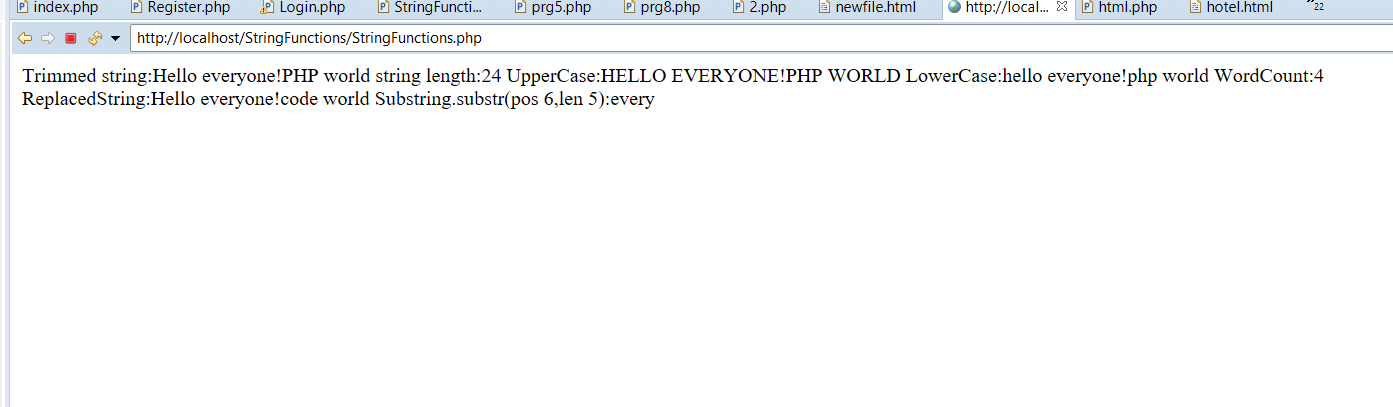 index.php Register.php Login.php StringFuncti... prg5.php prg8.php 2.php newfile.html http://local... html.php hotel.html »22
http://localhost/StringFunctions/StringFunctions.php
Trimmed string:Hello everyone!PHP world string length:24 UpperCase:HELLO EVERYONE!PHP WORLD LowerCase:hello everyone!php world WordCount:4
ReplacedString:Hello everyone!code world Substring.substr(pos 6,len 5):every